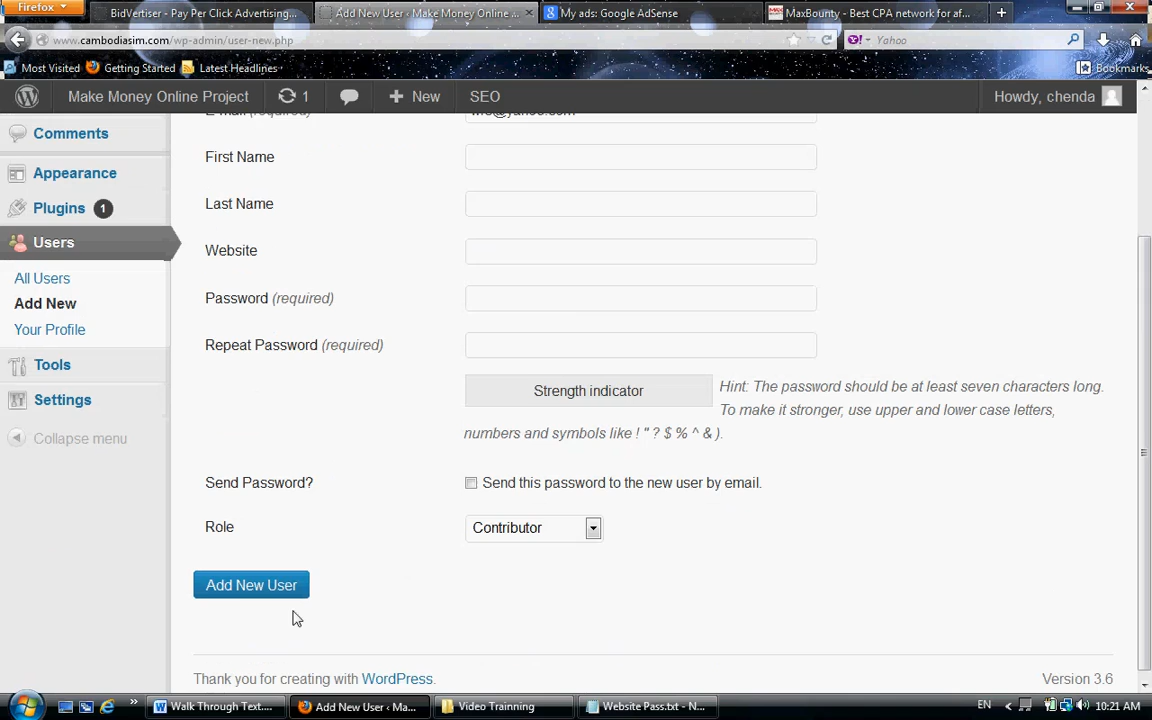 Firefox
BidVertiser - Pay Per Click Advertising...
Add New User ‹ Make Money Online ...
My ads: Google AdSense
MaxBounty - Best CPA network for af...
www.cambodiasim.com/wp-admin/user-new.php
Yahoo
Most Visited
Getting Started
Latest Headlines
Bookmarks
Make Money Online Project
1
New
SEO
Howdy, chenda
Comments
Appearance
Plugins 1
Users
All Users
Add New
Your Profile
Tools
Settings
Collapse menu
E-mail (required)
First Name
Last Name
Website
Password (required)
Repeat Password (required)
Strength indicator
Hint: The password should be at least seven characters long.
To make it stronger, use upper and lower case letters,
numbers and symbols like ! " ? $ % ^ & ).
Send Password?
Send this password to the new user by email.
Role
Contributor
Add New User
Thank you for creating with WordPress.
Version 3.6
Walk Through Text....
Add New User ‹ Ma...
Video Trainning
Website Pass.txt - N...
EN
10:21 AM